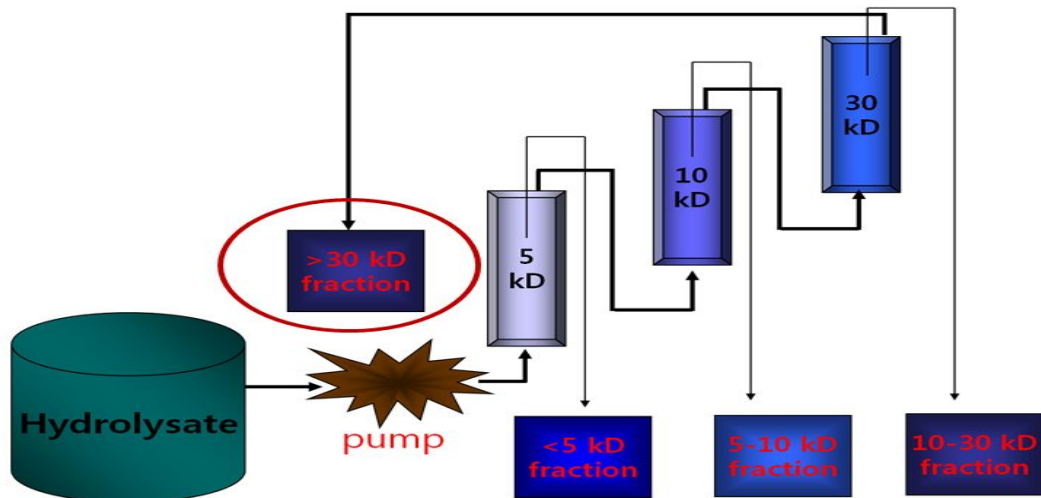 30
kD
10
kD
5
kD
>30 kD
fraction
Hydrolysate
pump
<5 kD
fraction
5-10 kD
fraction
10-30 kD
fraction